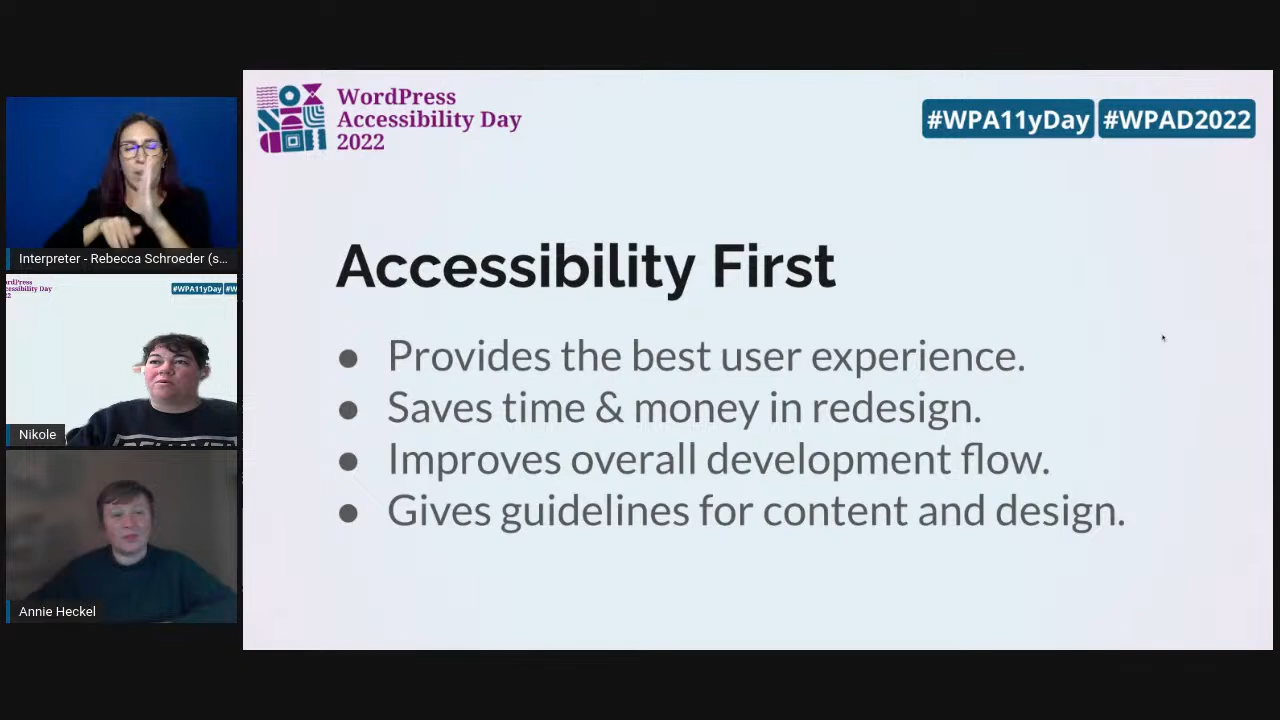 WordPress
Accessibility Day
2022
#WPA11yDay #WPAD2022
Accessibility First
● Provides the best user experience.
● Saves time & money in redesign.
● Improves overall development flow.
● Gives guidelines for content and design.
Interpreter - Rebecca Schroeder (s...
#WPA11yDay #W
Nikole
Annie Heckel